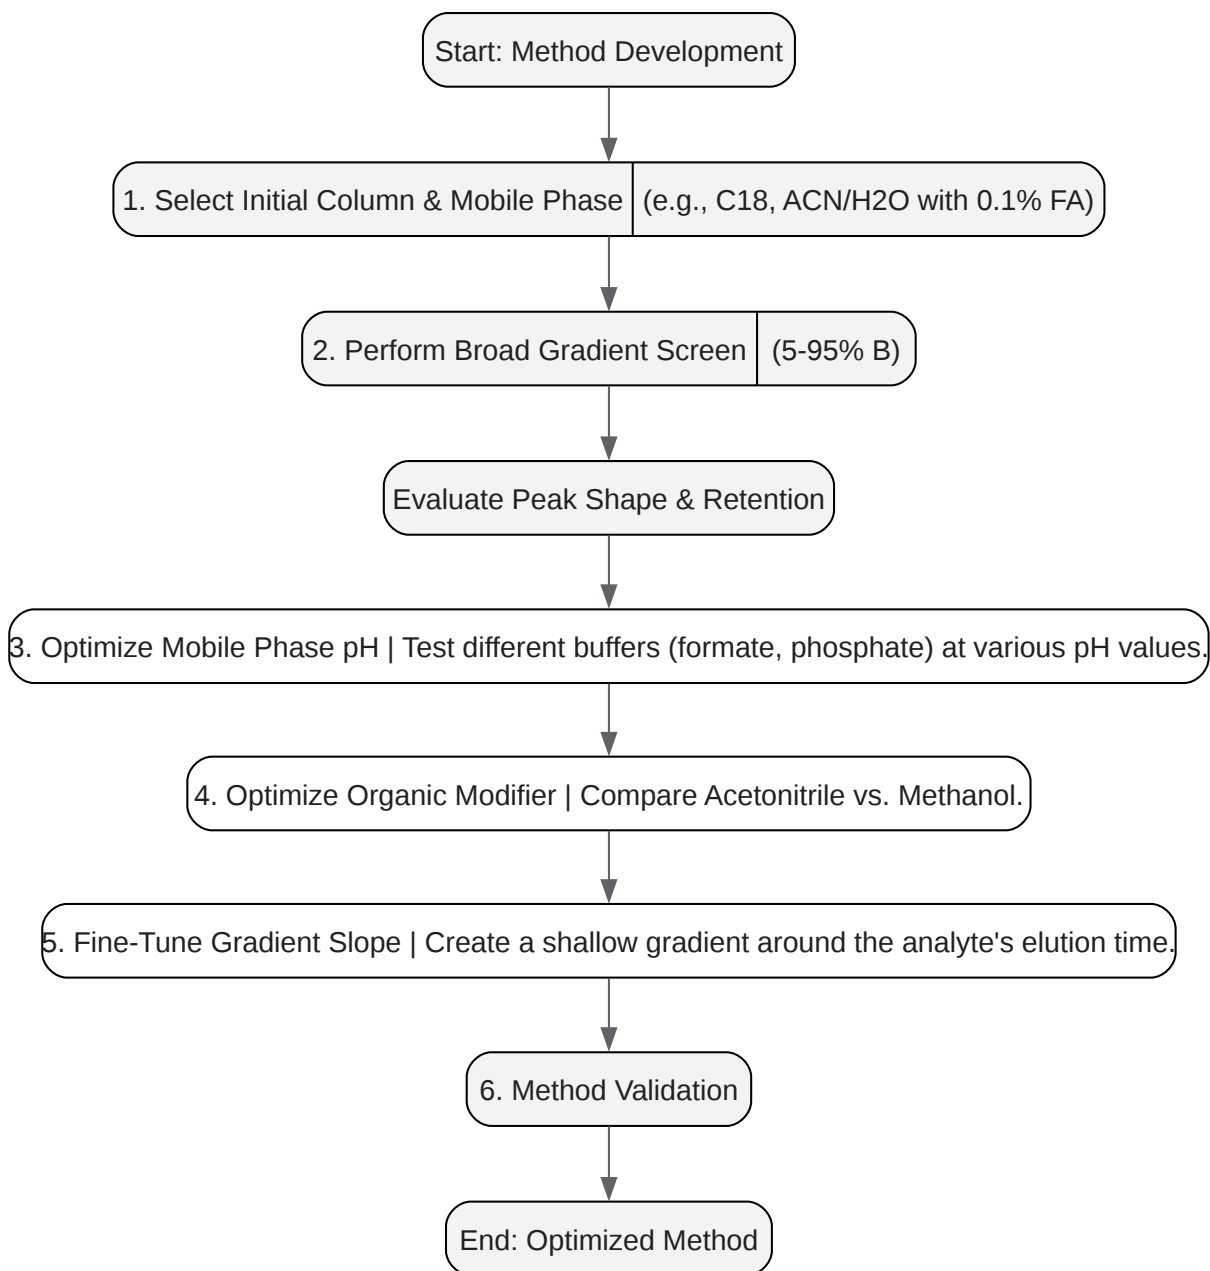 Start: Method Development
1. Select Initial Column & Mobile Phase (e.g., C18, ACN/H2O with 0.1% FA)
2. Perform Broad Gradient Screen (5-95% B)
Evaluate Peak Shape & Retention
3. Optimize Mobile Phase pH | Test different buffers (formate, phosphate) at various pH values.
4. Optimize Organic Modifier | Compare Acetonitrile vs. Methanol.
5. Fine-Tune Gradient Slope | Create a shallow gradient around the analyte's elution time.
6. Method Validation
End: Optimized Method